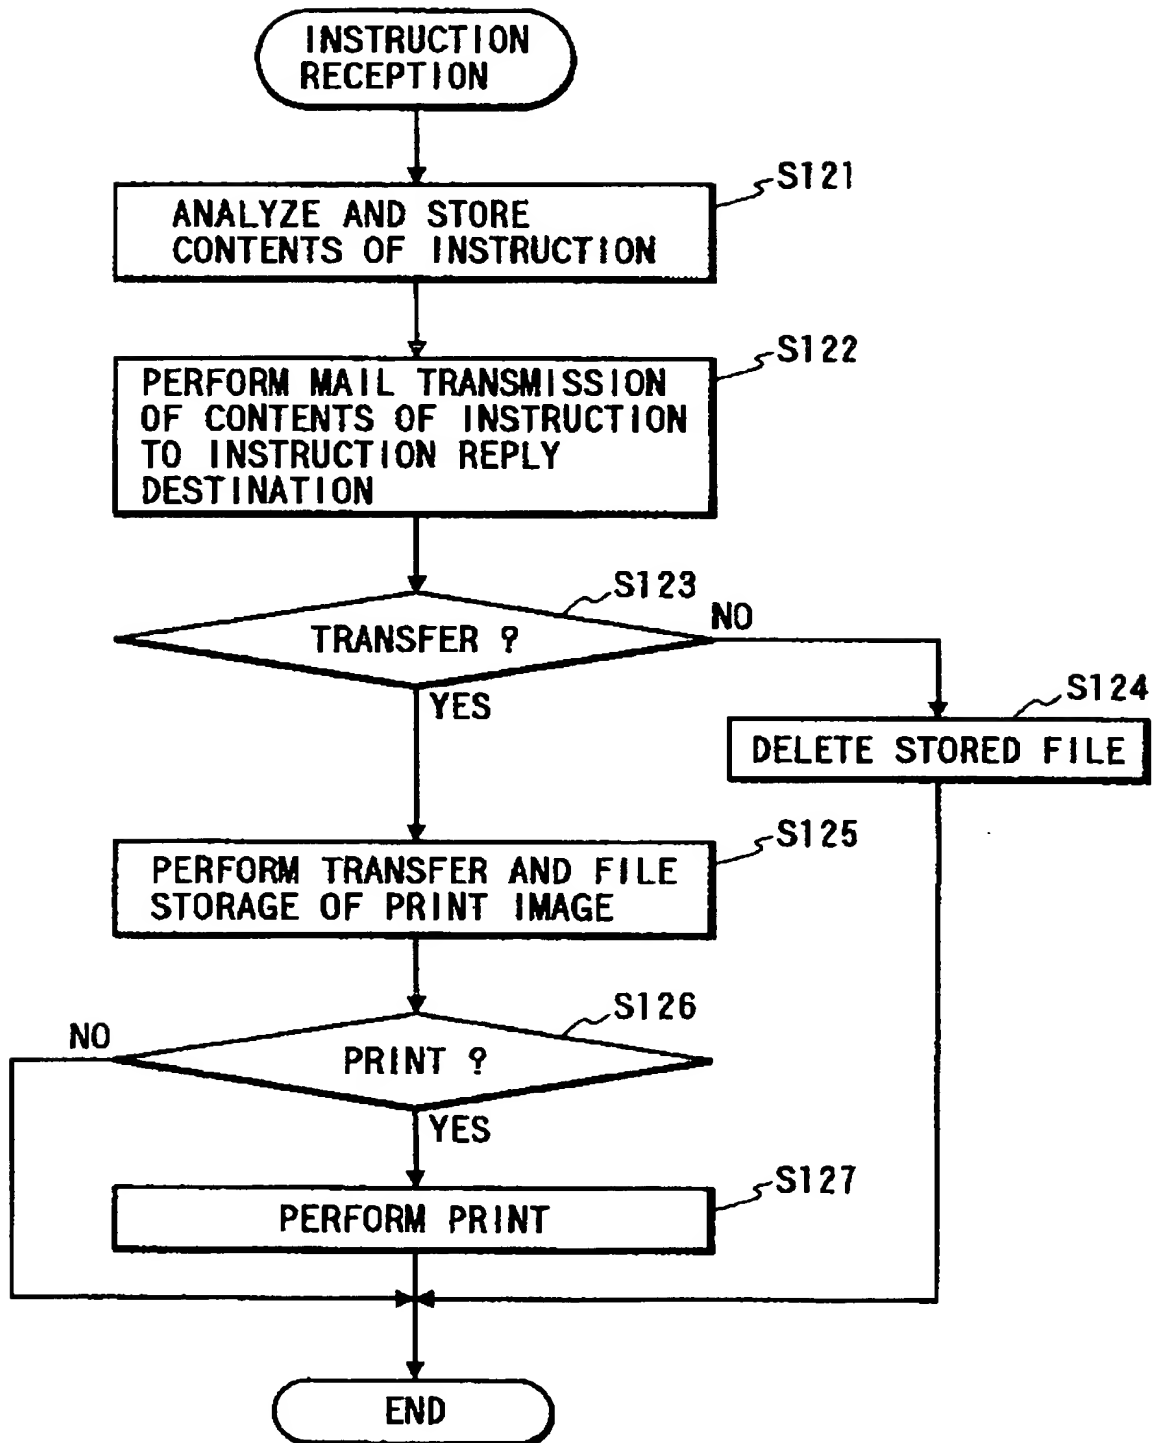 INSTRUCTION
RECEPTION
S121
ANALYZE AND STORE
CONTENTS OF INSTRUCTION
S122
PERFORM MAIL TRANSMISSION
OF CONTENTS OF INSTRUCTION
TO INSTRUCTION REPLY
DESTINATION
S123
TRANSFER ?
NO
YES
S124
DELETE STORED FILE
S125
PERFORM TRANSFER AND FILE
STORAGE OF PRINT IMAGE
S126
NO
PRINT ?
YES
S127
PERFORM PRINT
END